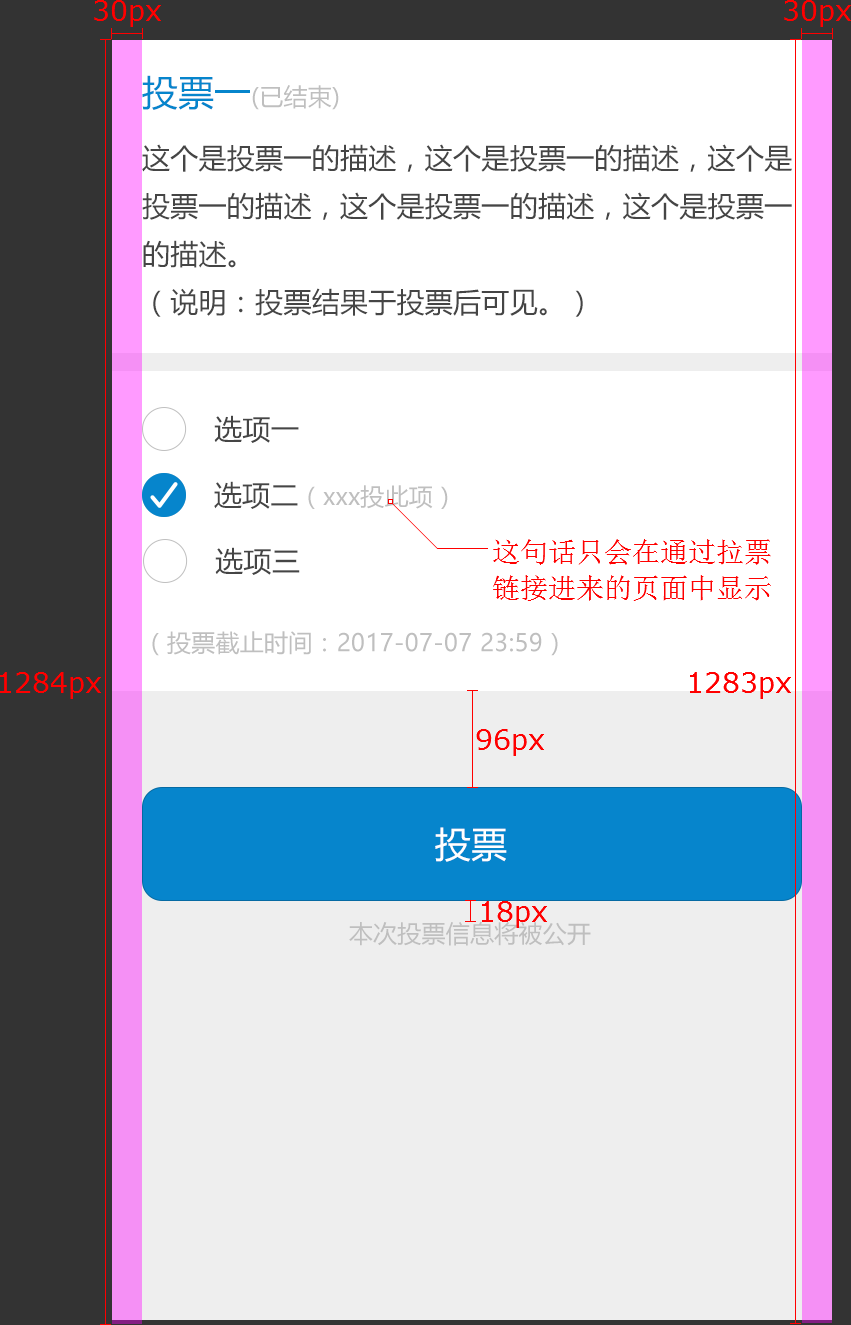 30px
30px
投票一(已结束)
这个是投票一的描述，这个是投票一的描述，这个是
投票一的描述，这个是投票一的描述，这个是投票一
的描述。
（说明：投票结果于投票后可见。）
选项一
选项二（xxx投此项）
这句话只会在通过拉票
链接进来的页面中显示
选项三
（投票截止时间：2017-07-07 23:59）
1284px
1283px
96px
投票
18px
本次投票信息将被公开